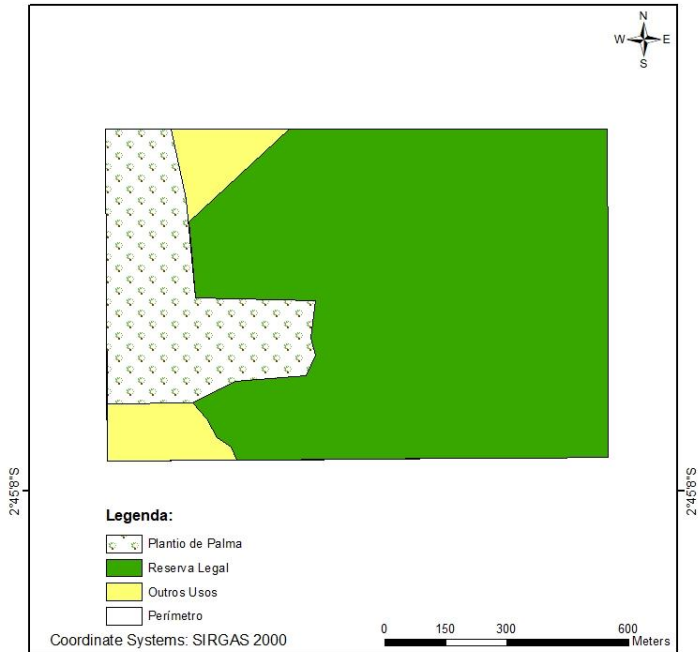 N
W E
S
2°45'8"S
2°45'8"S
Legenda:
Plantio de Palma
Reserva Legal
Outros Usos
Perímetro
Coordinate Systems: SIRGAS 2000
0 150 300 600
Meters